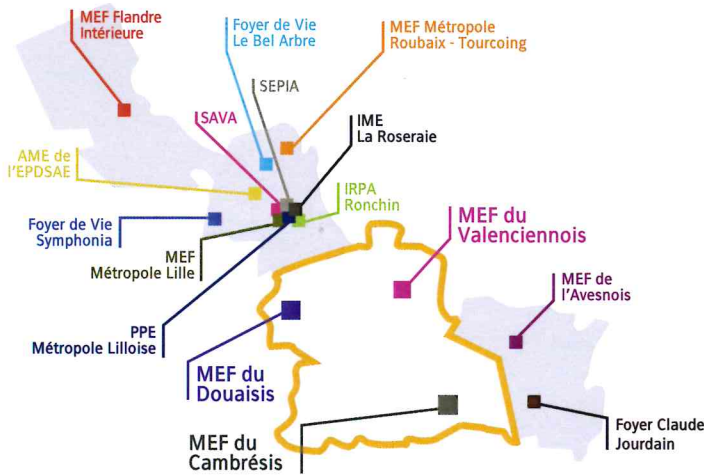 MEF Flandre
Intérieure
Foyer de Vie
Le Bel Arbre
MEF Métropole
Roubaix - Tourcoing
SEPIA
SAVA
IME
La Roseraie
AME de
l'EPDSAE
IRPA
Ronchin
Foyer de Vie
Symphonia
MEF
Métropole Lille
MEF du
Valenciennois
MEF de
l'Avesnois
PPE
Métropole Lilloise
MEF du
Douaisis
MEF du
Cambrésis
Foyer Claude
Jourdain